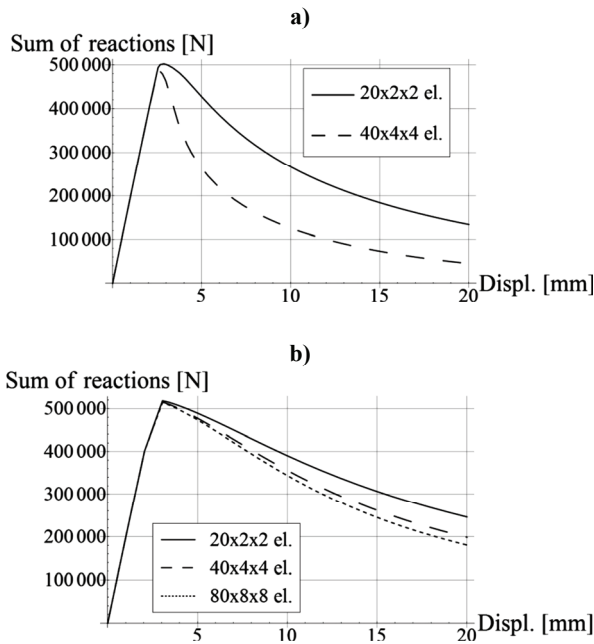 a)
Sum of reactions [N]
500 000
400 000
300 000
200 000
100 000
20x2x2 el.
40x4x4 el.
5
10
15
20
Displ. [mm]
b)
Sum of reactions [N]
500 000
400 000
300 000
200 000
100 000
20x2x2 el.
40x4x4 el.
80x8x8 el.
5
10
15
20
Displ. [mm]